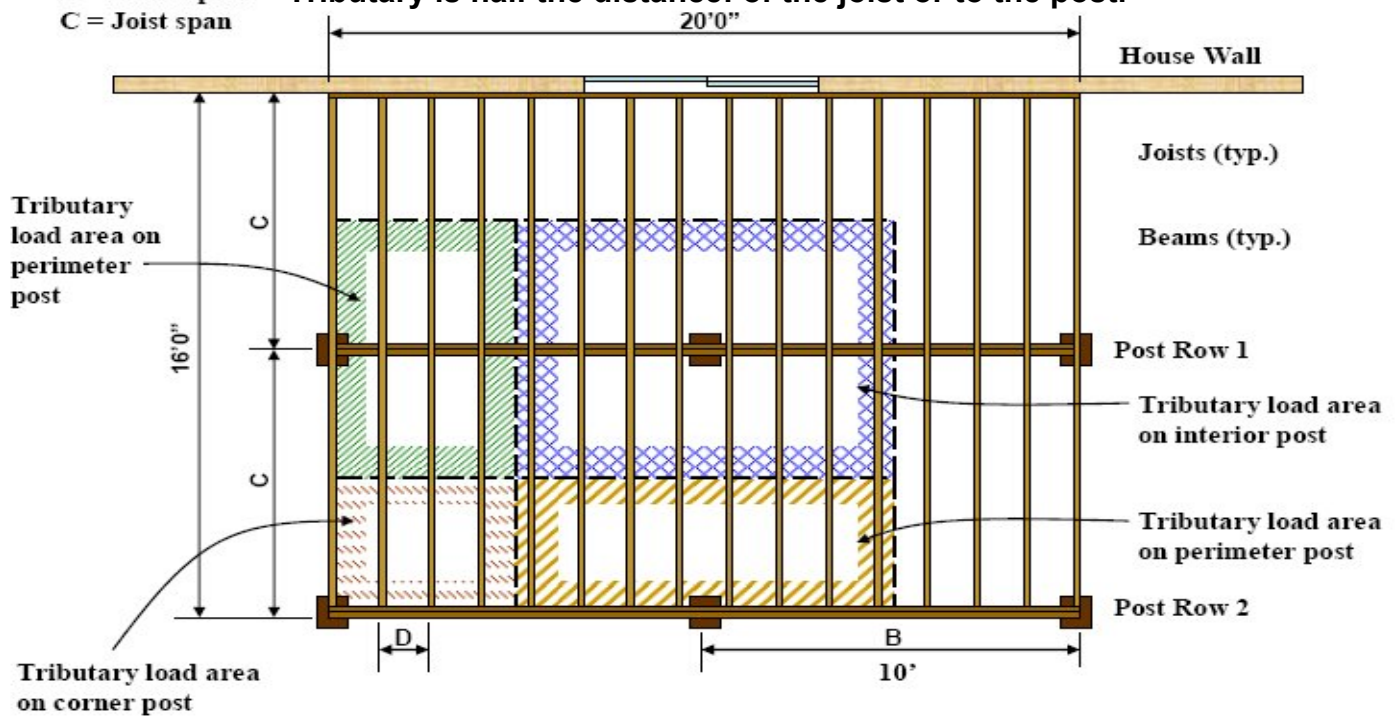 Tributary is half the distance. of the joist or to the post.
C = Joist span
20'0"
House Wall
Joists (typ.)
Tributary
load area on
perimeter
post
C
Beams (typ.)
16'0"
Post Row 1
Tributary load area
on interior post
C
Tributary load area
on perimeter post
Post Row 2
D
B
10'
Tributary load area
on corner post